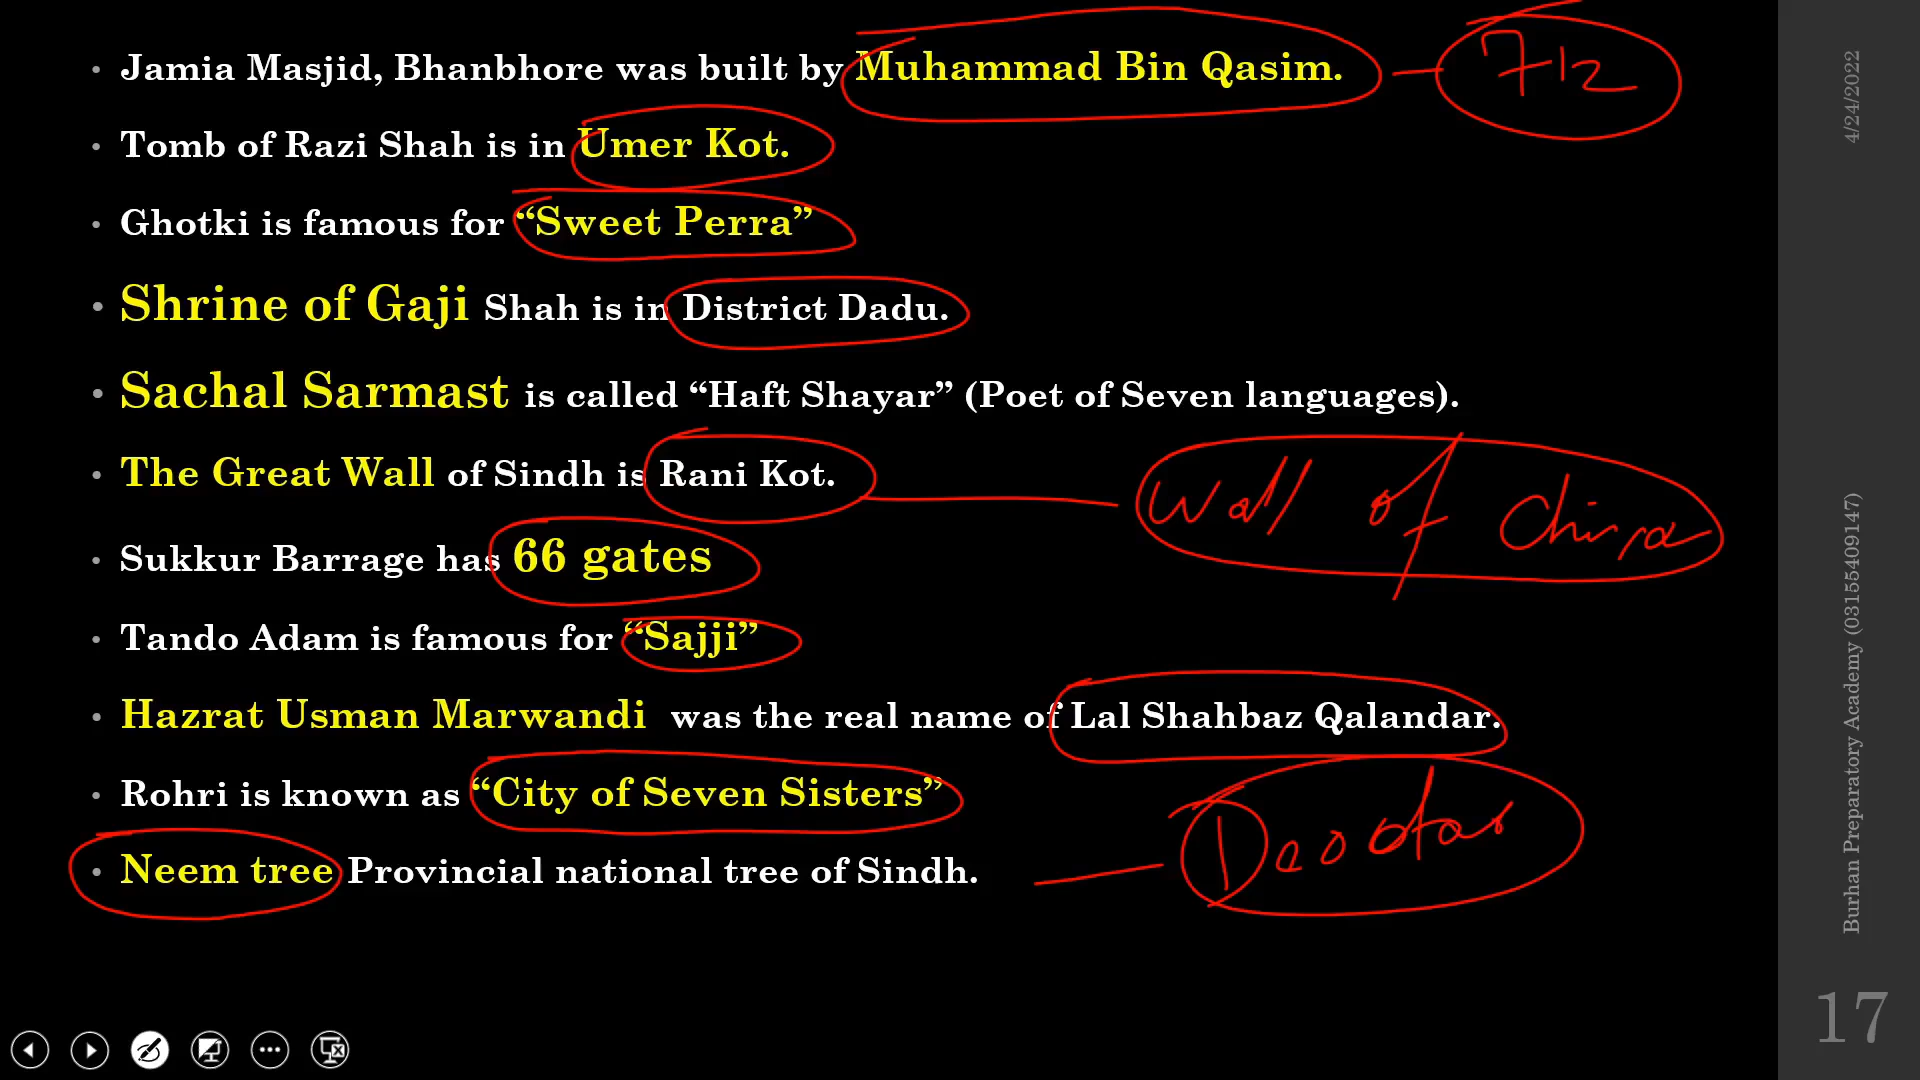 • Jamia Masjid, Bhanbhore was built by Muhammad Bin Qasim. 712
• Tomb of Razi Shah is in Umer Kot.
• Ghotki is famous for “Sweet Perra”
• Shrine of Gaji Shah is in District Dadu.
• Sachal Sarmast is called “Haft Shayar” (Poet of Seven languages).
• The Great Wall of Sindh is Rani Kot.
Wall of China
• Sukkur Barrage has 66 gates
• Tando Adam is famous for “Sajji”
• Hazrat Usman Marwandi was the real name of Lal Shahbaz Qalandar.
• Rohri is known as “City of Seven Sisters”
Deodar
• Neem tree Provincial national tree of Sindh.
4/24/2022
Burhan Preparatory Academy (03155409147)
17